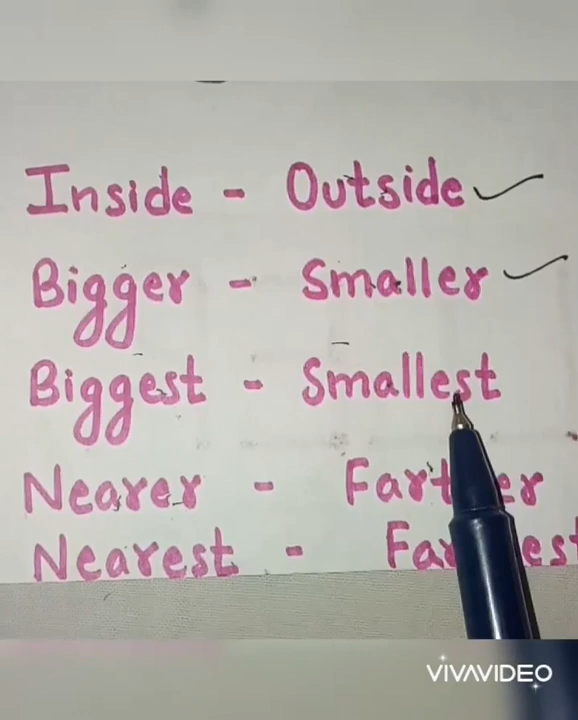 Inside - Outside
Bigger - Smaller
Biggest - Smallest
Nearer -
Nearest -
VIVAVIDEO